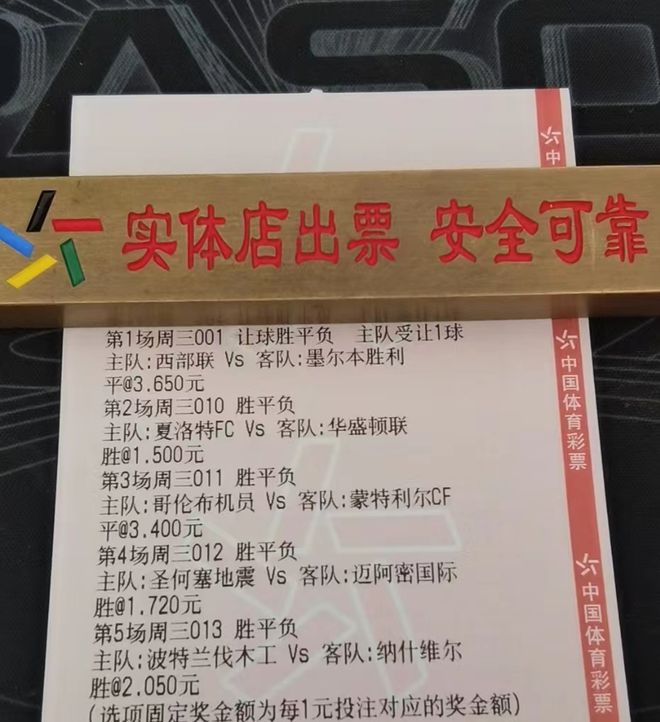 中国体育彩票
实体店出票 安全可靠
第1场周三001 让球胜平负 主队受让1球
主队:西部联 Vs 客队:墨尔本胜利
平@3.650元
第2场周三010 胜平负
主队:夏洛特FC Vs 客队:华盛顿联
胜@1.500元
第3场周三011 胜平负
主队:哥伦布机员 Vs 客队:蒙特利尔CF
平@3.400元
第4场周三012 胜平负
主队:圣何塞地震 Vs 客队:迈阿密国际
胜@1.720元
第5场周三013 胜平负
主队:波特兰伐木工 Vs 客队:纳什维尔
胜@2.050元
(选项固定奖金额为每1元投注对应的奖金额)
中国体育彩票
中国体育彩票